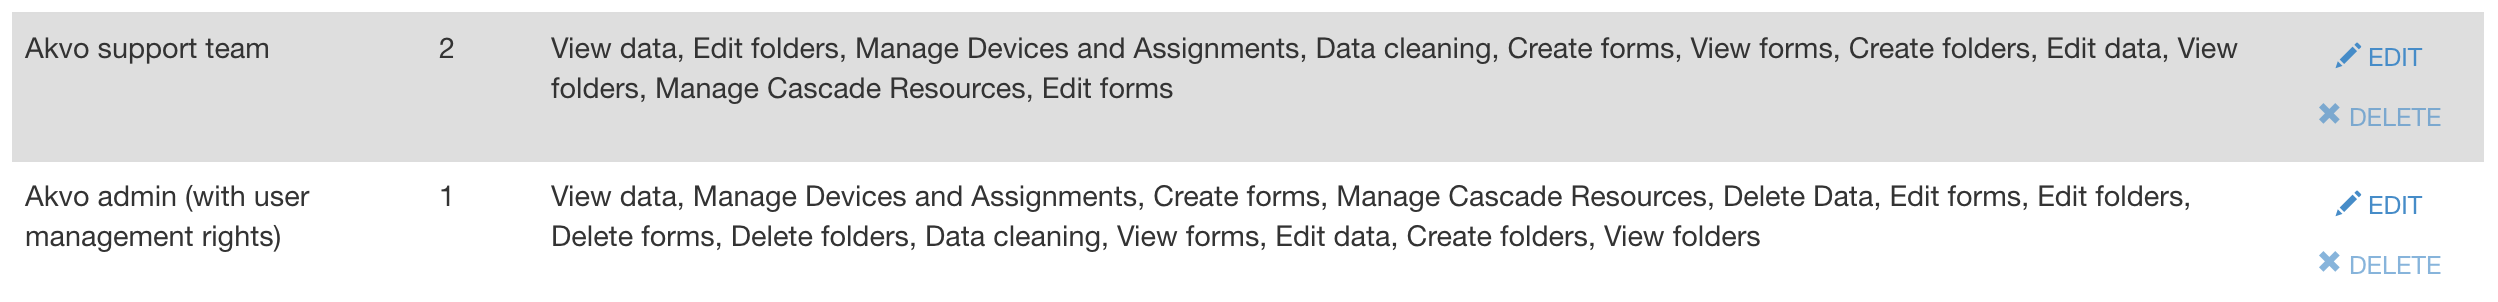 Akvo support team 2 View data, Edit folders, Manage Devices and Assignments, Data cleaning, Create forms, View forms, Create folders, Edit data, View EDIT
folders, Manage Cascade Resources, Edit forms
DELETE
Akvo admin (with user 1 View data, Manage Devices and Assignments, Create forms, Manage Cascade Resources, Delete Data, Edit forms, Edit folders, EDIT
management rights) Delete forms, Delete folders, Data cleaning, View forms, Edit data, Create folders, View folders
DELETE